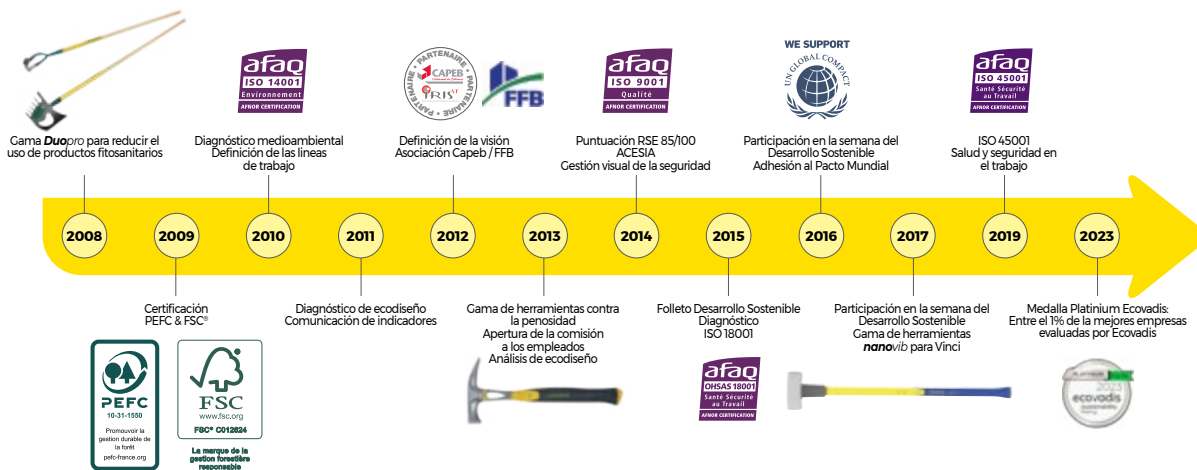 Gama Duopro para reducir el
uso de productos fitosanitarios
afaq
ISO 14001
Environnement
AFNOR CERTIFICATION
Diagnóstico medioambiental
Definición de las lineas
de trabajo
PARTENAIRE
PARTENAIRE
PARTENAIRE
CAPEB
IRIS
FFB
Definición de la visión
Asociación Capeb / FFB
afaq
ISO 9001
Qualité
AFNOR CERTIFICATION
Puntuación RSE 85/100
ACESIA
Gestión visual de la seguridad
WE SUPPORT
UN GLOBAL COMPACT
Participación en la semana del
Desarrollo Sostenible
Adhesión al Pacto Mundial
afaq
ISO 45001
Santé Sécurité
au Travail
AFNOR CERTIFICATION
ISO 45001
Salud y seguridad en
el trabajo
2008
2009
2010
2011
2012
2013
2014
2015
2016
2017
2019
2023
Certificación
PEFC & FSC®
PEFC
10-31-1550
Promouvoir la
gestion durable de
la forêt
pefc-france.org
FSC
www.fsc.org
FSC® C012624
La marque de la
gestion forestière
responsable
Diagnóstico de ecodiseño
Comunicación de indicadores
Gama de herramientas contra
la penosidad
Apertura de la comisión
a los empleados
Análisis de ecodiseño
Folleto Desarrollo Sostenible
Diagnóstico
ISO 18001
afaq
OHSAS 18001
Santé Sécurité
au Travail
AFNOR CERTIFICATION
Participación en la semana del
Desarrollo Sostenible
Gama de herramientas
nanovib para Vinci
Medalla Platinium Ecovadis:
Entre el 1% de la mejores empresas
evaluadas por Ecovadis
PLATINUM
2023
ecovadis